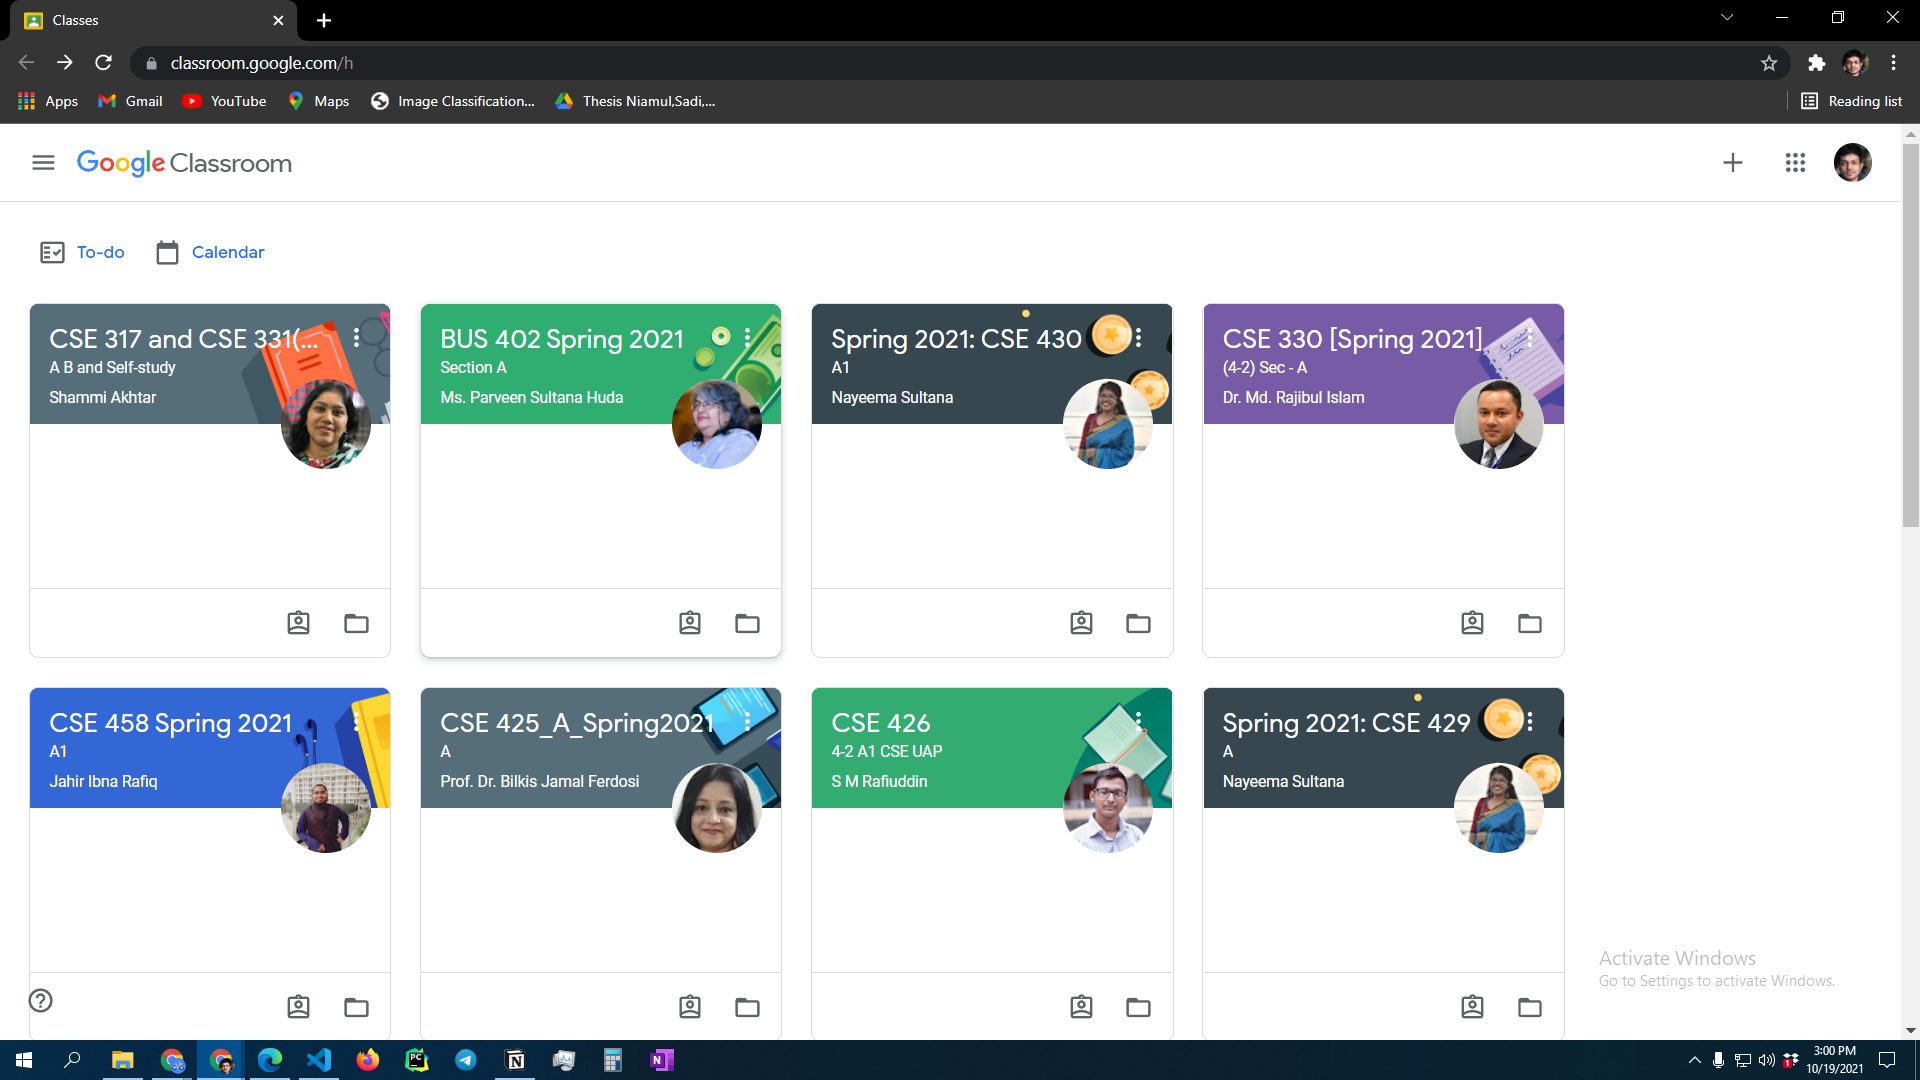 Classes
classroom.google.com/h
Apps
Gmail
YouTube
Maps
Image Classification...
Thesis Niamul,Sadi,...
Reading list
Google Classroom
To-do
Calendar
CSE 317 and CSE 331(...
A B and Self-study
Shammi Akhtar
BUS 402 Spring 2021
Section A
Ms. Parveen Sultana Huda
Spring 2021: CSE 430
A1
Nayeema Sultana
CSE 330 [Spring 2021]
(4-2) Sec - A
Dr. Md. Rajibul Islam
CSE 458 Spring 2021
A1
Jahir Ibna Rafiq
CSE 425_A_Spring2021
A
Prof. Dr. Bilkis Jamal Ferdosi
CSE 426
4-2 A1 CSE UAP
S M Rafiuddin
Spring 2021: CSE 429
A
Nayeema Sultana
Activate Windows
Go to Settings to activate Windows.
3:00 PM
10/19/2021